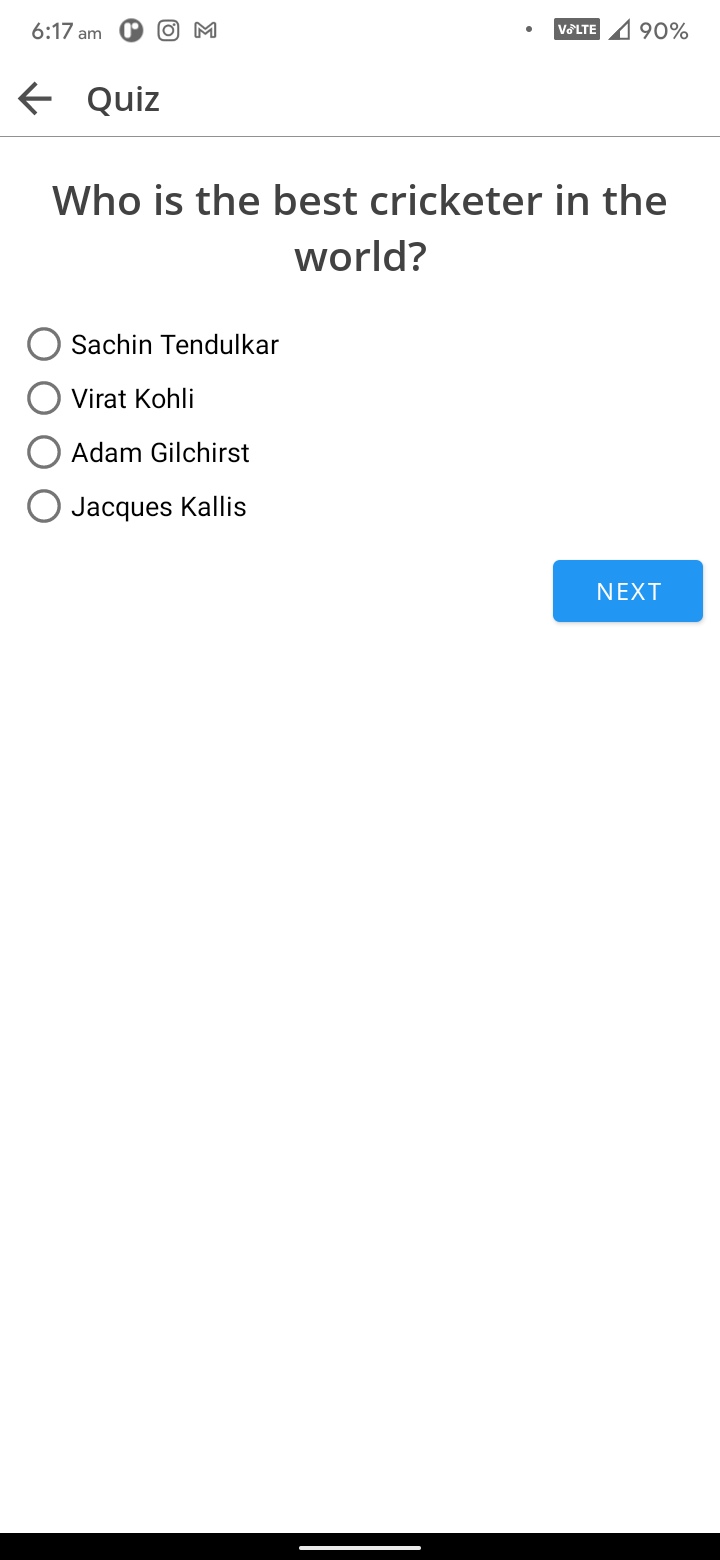 6:17 am VoLTE 90%
Quiz
Who is the best cricketer in the
world?
Sachin Tendulkar
Virat Kohli
Adam Gilchirst
Jacques Kallis
NEXT